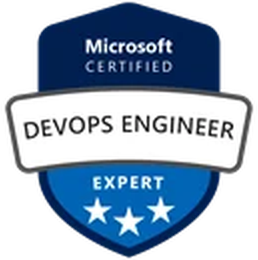 Microsoft
CERTIFIED
DEVOPS ENGINEER
EXPERT